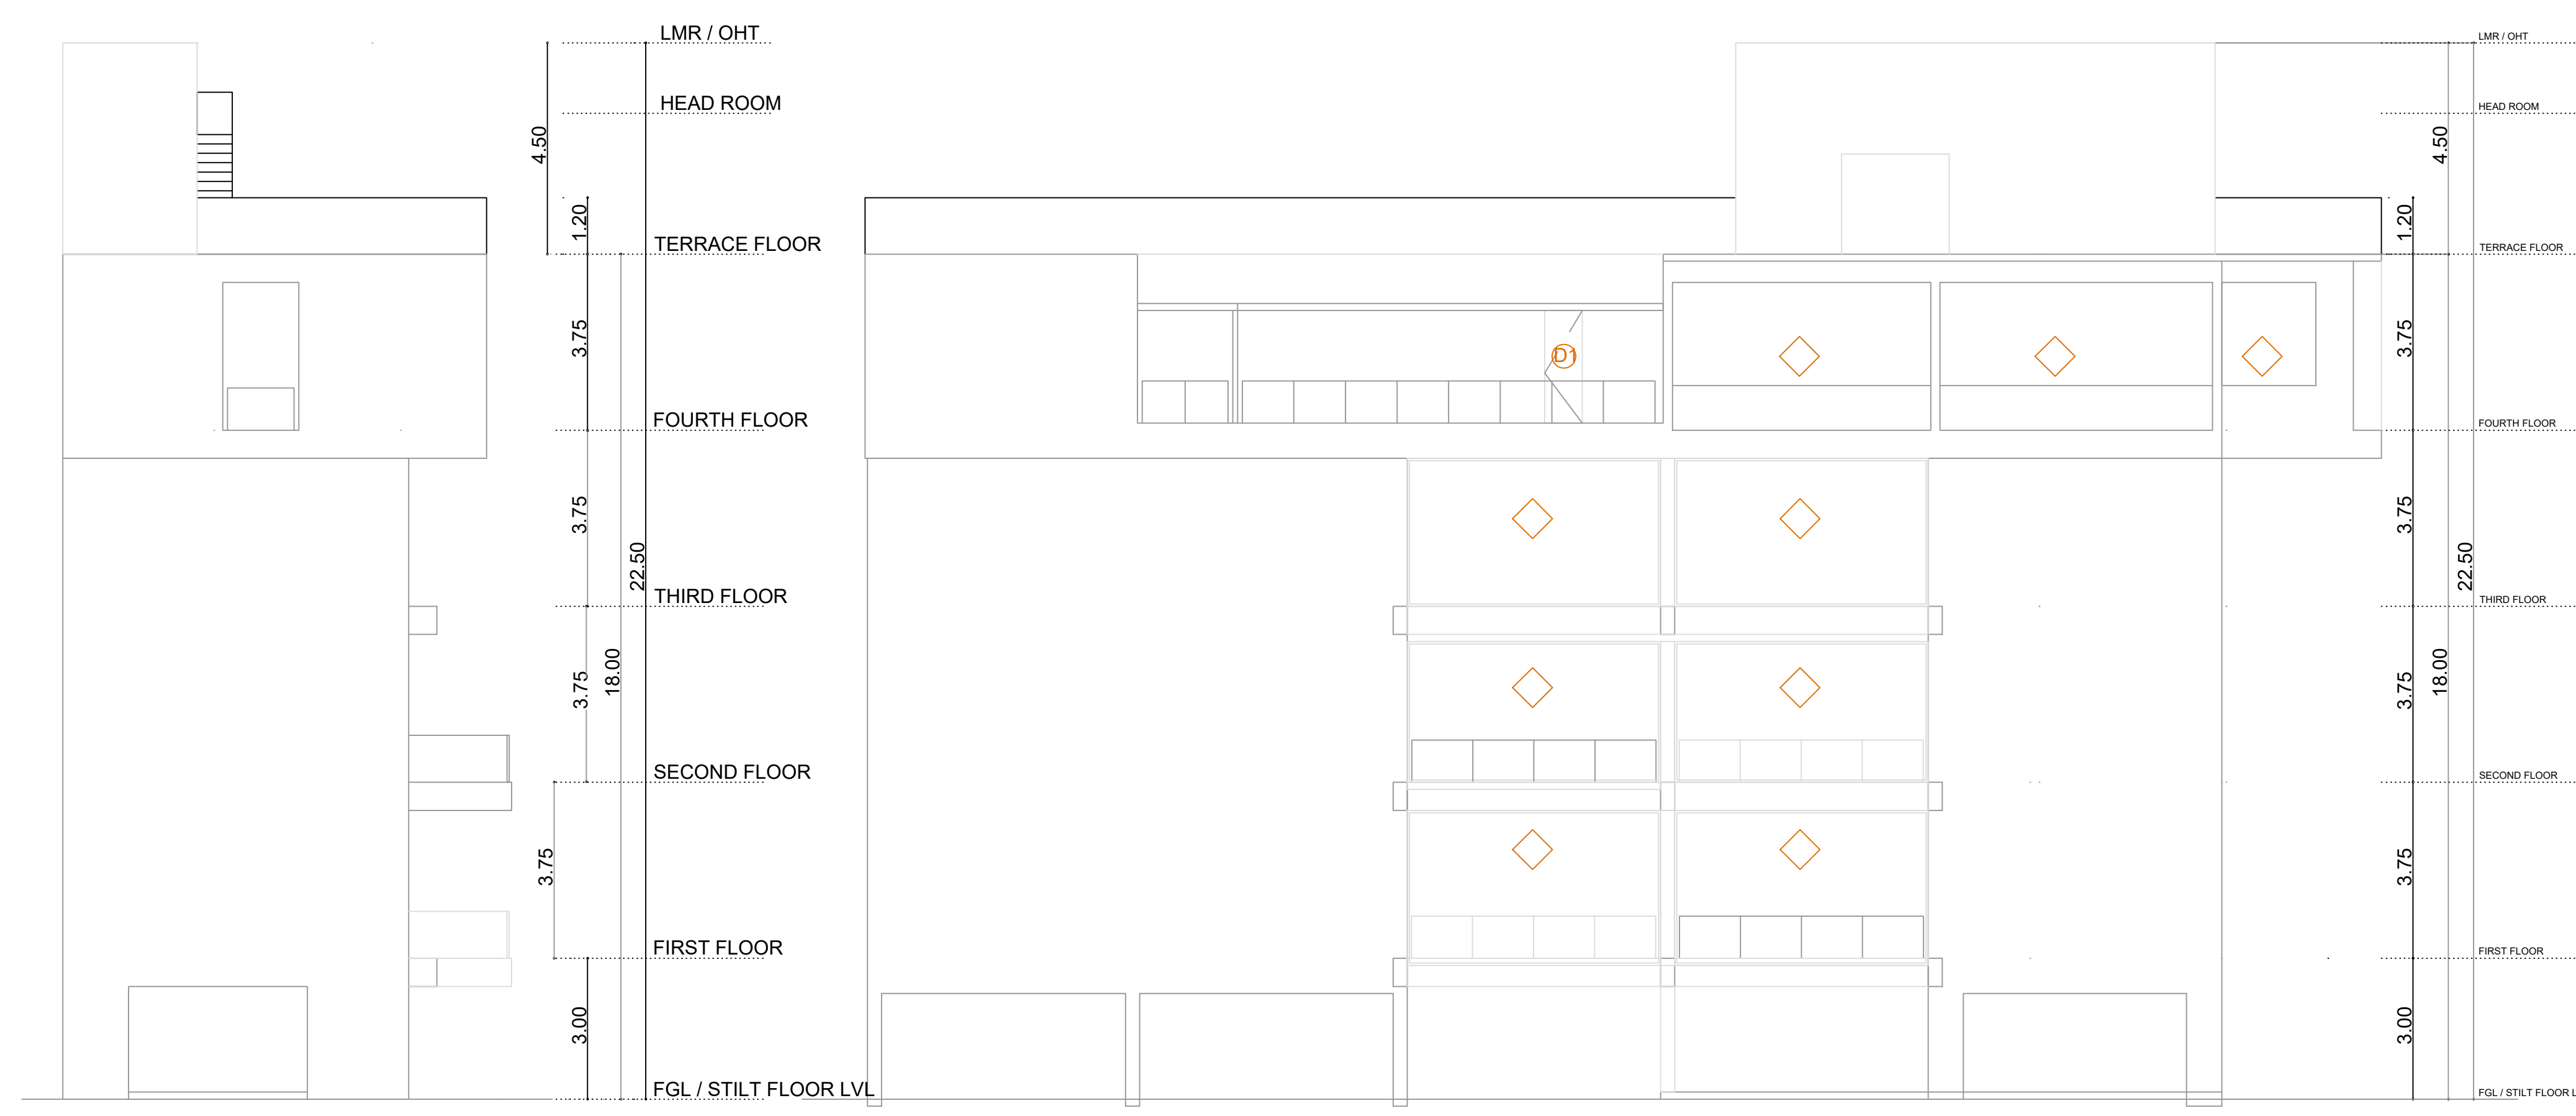 LMR / OHT
HEAD ROOM
4.50
1.20
TERRACE FLOOR
3.75
FOURTH FLOOR
3.75
22.50
THIRD FLOOR
3.75
18.00
SECOND FLOOR
3.75
FIRST FLOOR
3.00
FGL / STILT FLOOR LVL
D1
LMR / OHT
HEAD ROOM
4.50
1.20
TERRACE FLOOR
3.75
FOURTH FLOOR
3.75
22.50
THIRD FLOOR
3.75
18.00
SECOND FLOOR
3.75
FIRST FLOOR
3.00
FGL / STILT FLOOR L